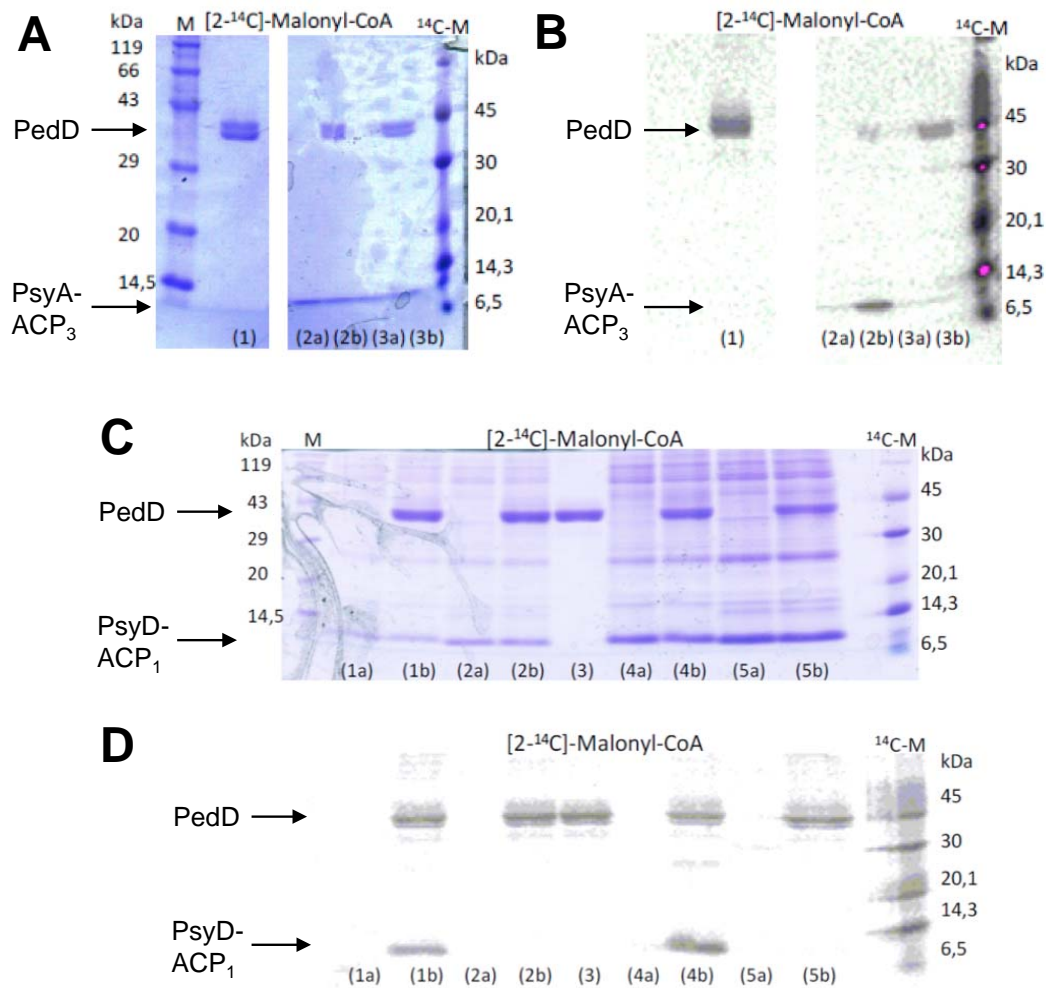 A
kDa M [2-¹⁴C]-Malonyl-CoA ¹⁴C-M
119
66
43
29
20
14,5
kDa
45
30
20,1
14,3
6,5
PedD
PsyA-
ACP₃
(1) (2a) (2b) (3a) (3b)
B
[2-¹⁴C]-Malonyl-CoA ¹⁴C-M
kDa
45
30
20,1
14,3
6,5
PedD
PsyA-
ACP₃
(1) (2a) (2b) (3a) (3b)
C
kDa M [2-¹⁴C]-Malonyl-CoA ¹⁴C-M
119
43
29
20
14,5
kDa
45
30
20,1
14,3
6,5
PedD
PsyD-
ACP₁
(1a) (1b) (2a) (2b) (3) (4a) (4b) (5a) (5b)
D
[2-¹⁴C]-Malonyl-CoA ¹⁴C-M
kDa
45
30
20,1
14,3
6,5
PedD
PsyD-
ACP₁
(1a) (1b) (2a) (2b) (3) (4a) (4b) (5a) (5b)